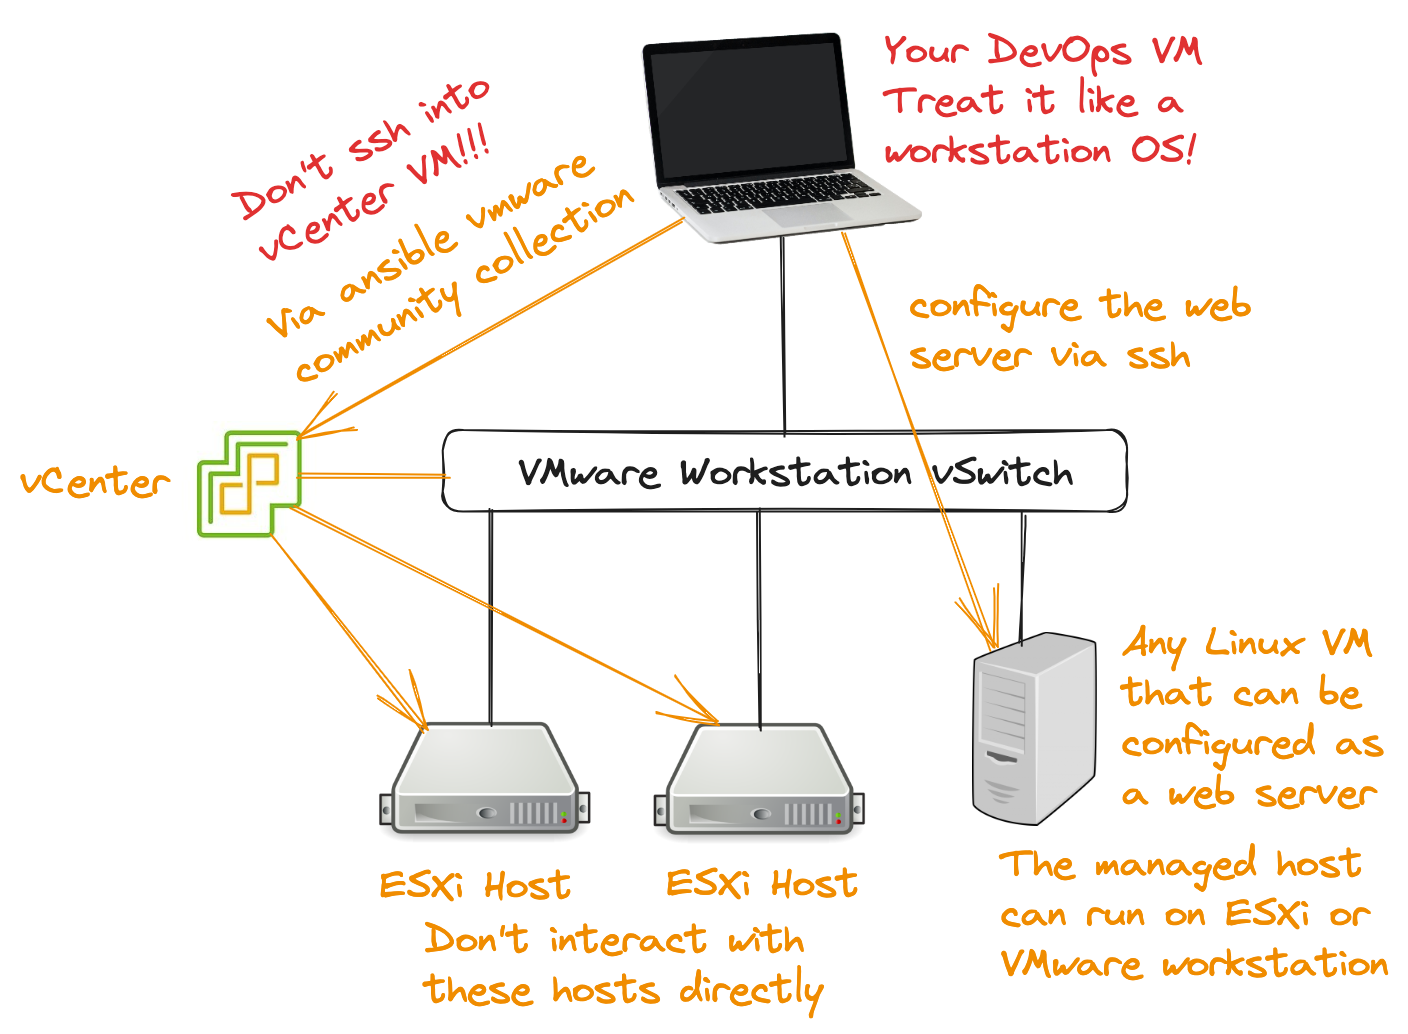 Your DevOps VM
Treat it like a
workstation OS!
Don't ssh into
vCenter VM!!!
Via ansible vmware
community collection
configure the web
server via ssh
vCenter
VMware Workstation vSwitch
Any Linux VM
that can be
configured as
a web server
The managed host
can run on ESXi or
VMware workstation
ESXi Host
ESXi Host
Don't interact with
these hosts directly